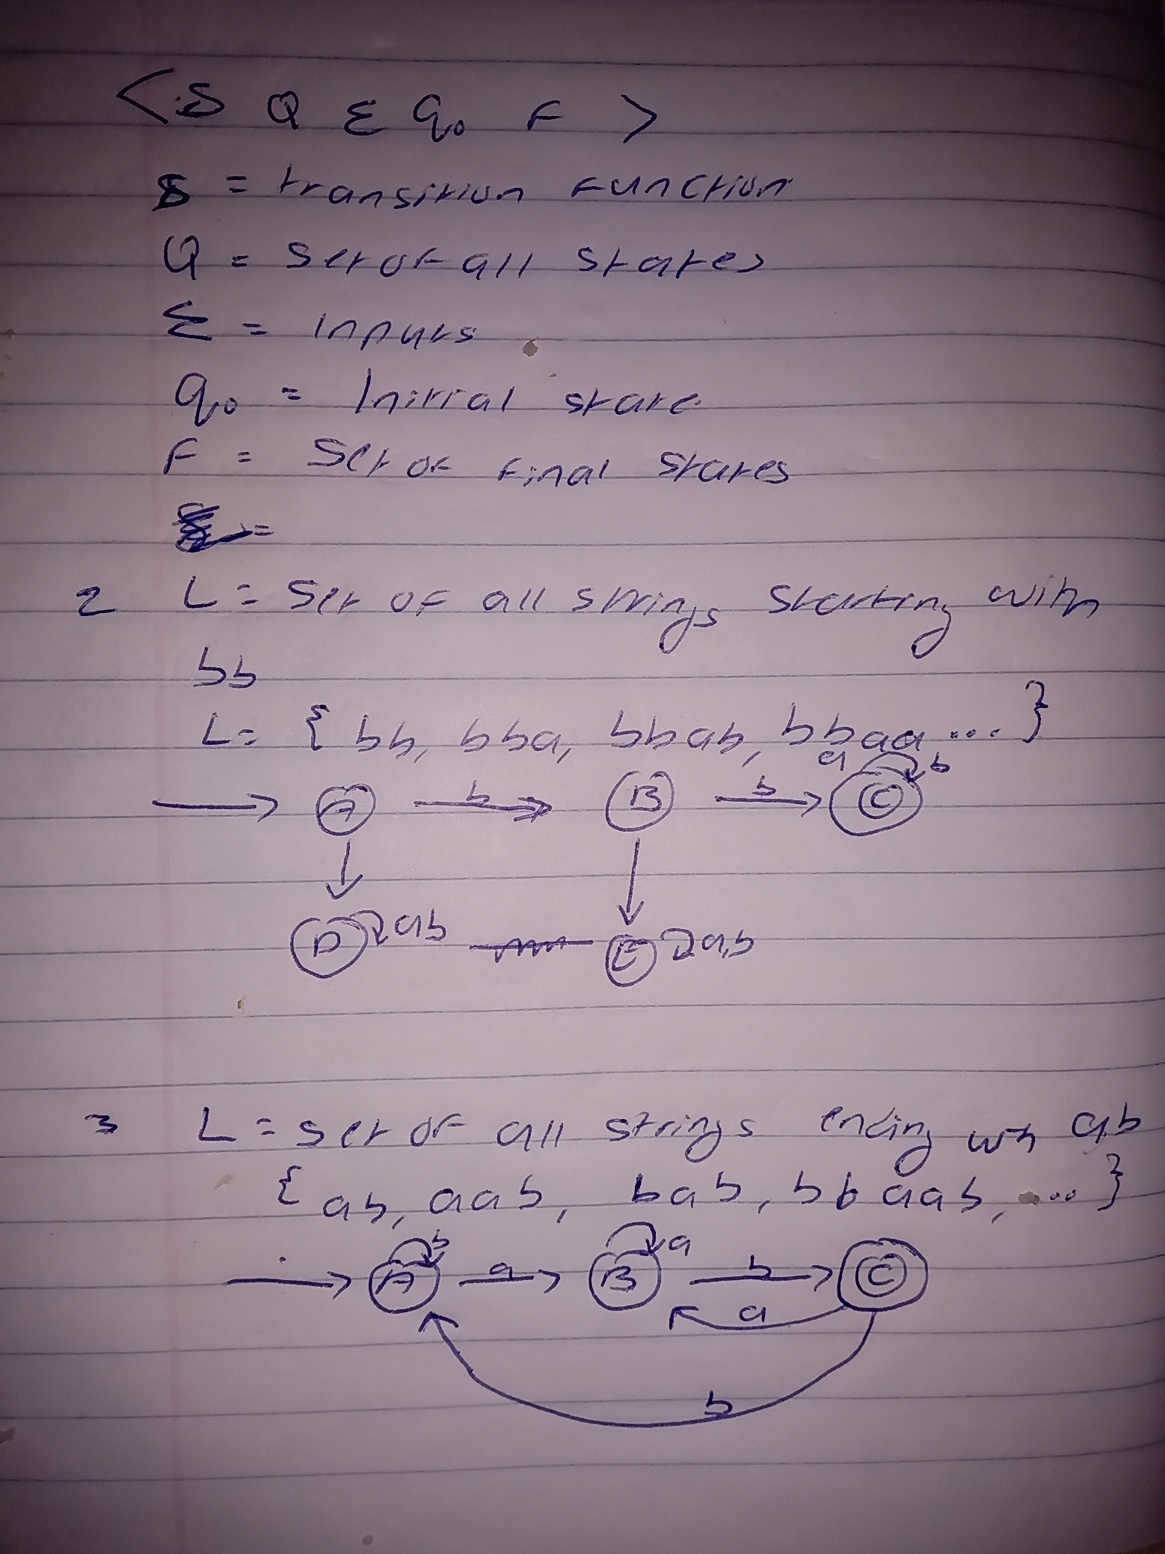 < δ Q Σ q₀ F >
δ = transition function
Q = set of all states
Σ = inputs
q₀ = Initial state
F = Set of final states
=
2 L = Set of all strings starting with
bb
L = { bb, bba, bbab, bbaa, ... }
a b
A b B b C
D ab E a,b
3 L = set of all strings ending wth ab
{ ab, aab, bab, bbaab, ... }
b a
A a B b C
a
b